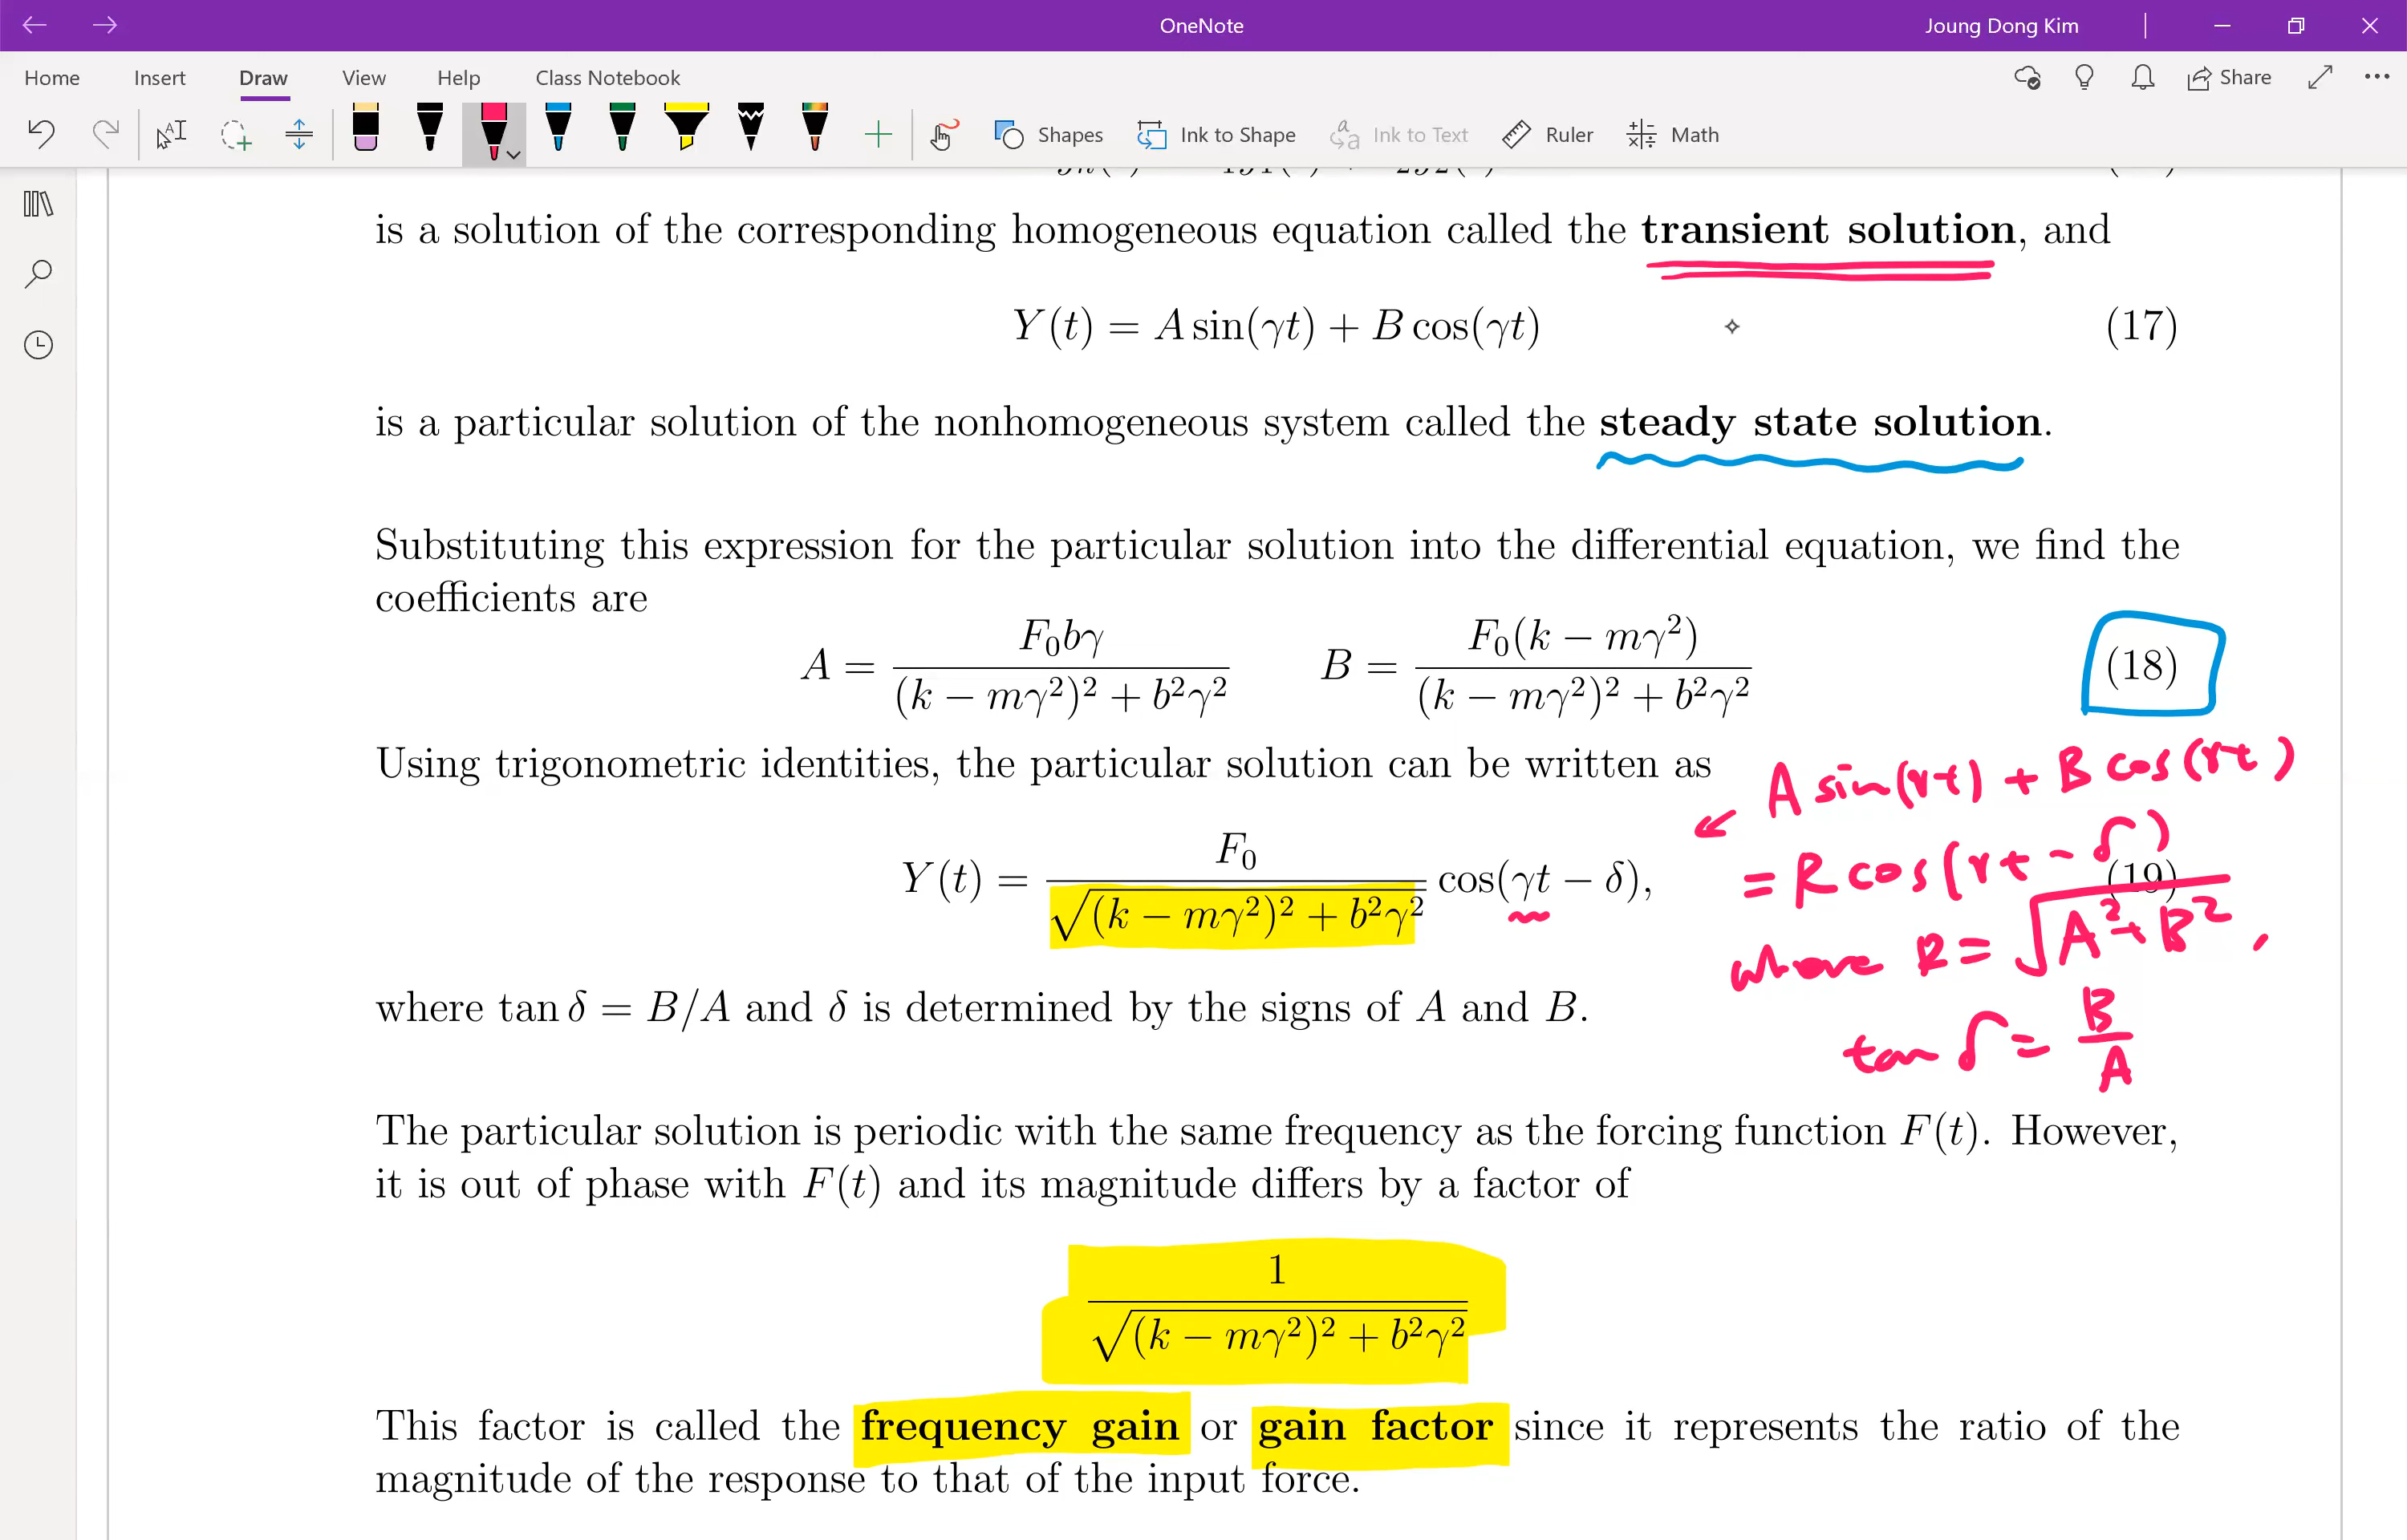 OneNote
Joung Dong Kim
Home Insert Draw View Help Class Notebook Share
Shapes Ink to Shape Ink to Text Ruler Math
is a solution of the corresponding homogeneous equation called the transient solution, and
Y(t) = A sin(γt) + B cos(γt) (17)
is a particular solution of the nonhomogeneous system called the steady state solution.
Substituting this expression for the particular solution into the differential equation, we find the
coefficients are
A = F₀bγ / ((k − mγ²)² + b²γ²) B = F₀(k − mγ²) / ((k − mγ²)² + b²γ²) (18)
Using trigonometric identities, the particular solution can be written as
A sin(γt) + B cos(γt)
= R cos(γt − δ)
Y(t) = F₀ / √((k − mγ²)² + b²γ²) cos(γt − δ), (19)
where R = √(A² + B²),
where tan δ = B/A and δ is determined by the signs of A and B.
tan δ = B/A
The particular solution is periodic with the same frequency as the forcing function F(t). However,
it is out of phase with F(t) and its magnitude differs by a factor of
1 / √((k − mγ²)² + b²γ²)
This factor is called the frequency gain or gain factor since it represents the ratio of the
magnitude of the response to that of the input force.